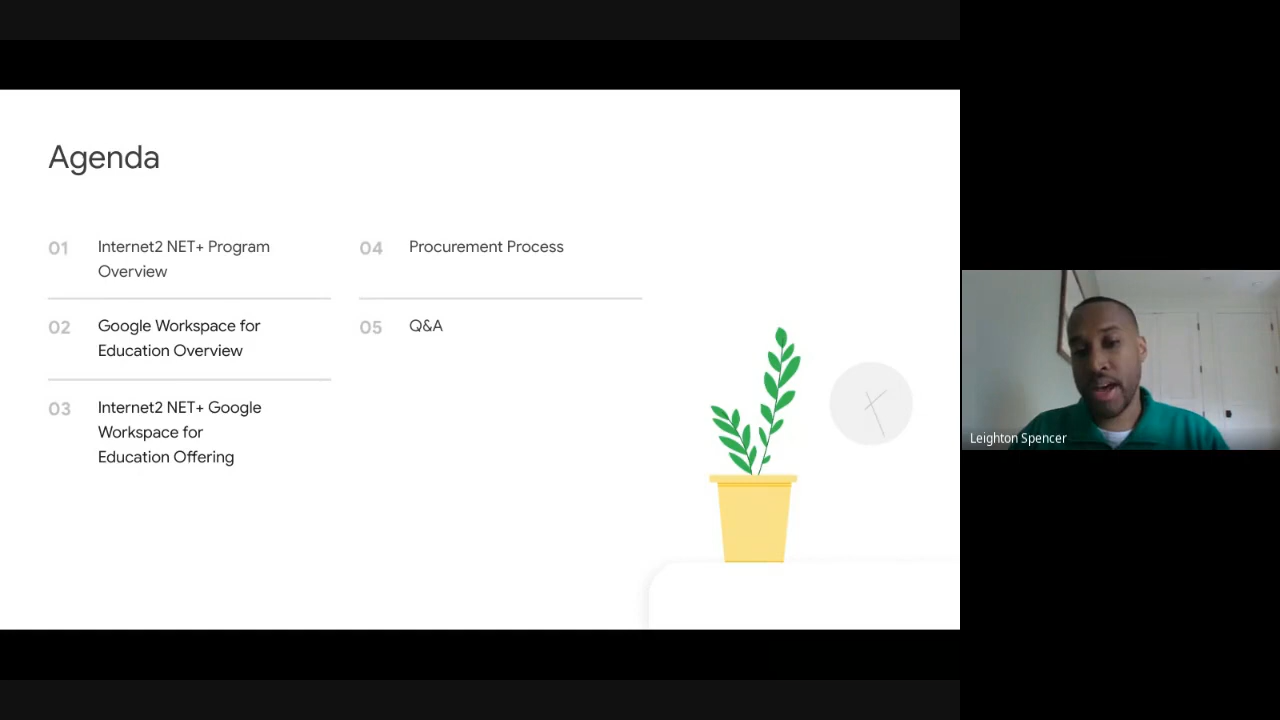 Agenda
01 Internet2 NET+ Program
Overview
02 Google Workspace for
Education Overview
03 Internet2 NET+ Google
Workspace for
Education Offering
04 Procurement Process
05 Q&A
Leighton Spencer